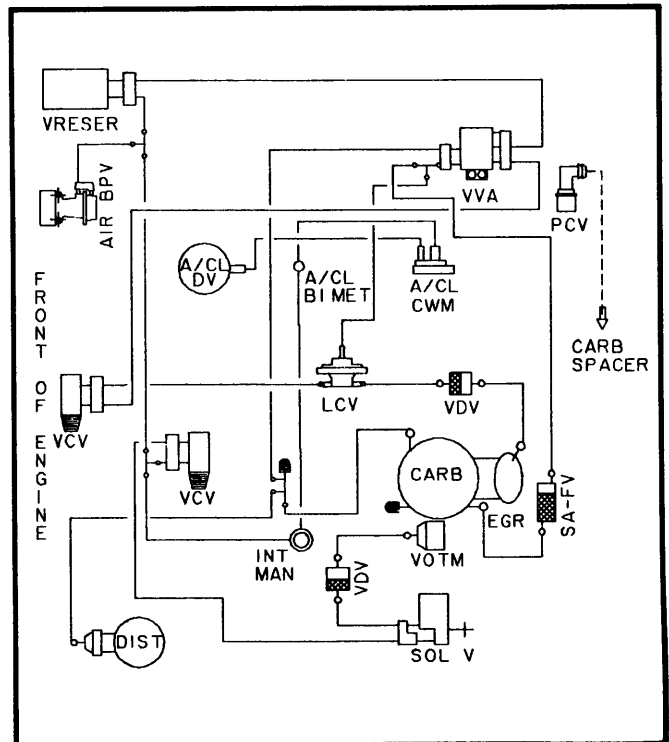 VRESER
AIR BPV
VVA
PCV
A/CL
DV
A/CL
BIMET
A/CL
CWM
CARB
SPACER
FRONT OF ENGINE
LCV
VDV
VCV
VCV
CARB
EGR
SA-FV
INT
MAN
VDV
VOTM
DIST
SOL V